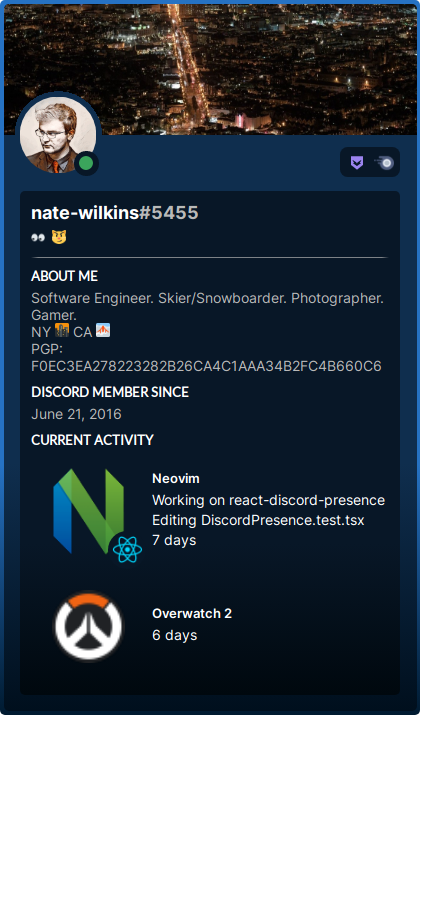 nate-wilkins#5455
ABOUT ME
Software Engineer. Skier/Snowboarder. Photographer.
Gamer.
NY 🌆 CA 🌁
PGP:
F0EC3EA278223282B26CA4C1AAA34B2FC4B660C6
DISCORD MEMBER SINCE
June 21, 2016
CURRENT ACTIVITY
Neovim
Working on react-discord-presence
Editing DiscordPresence.test.tsx
7 days
Overwatch 2
6 days